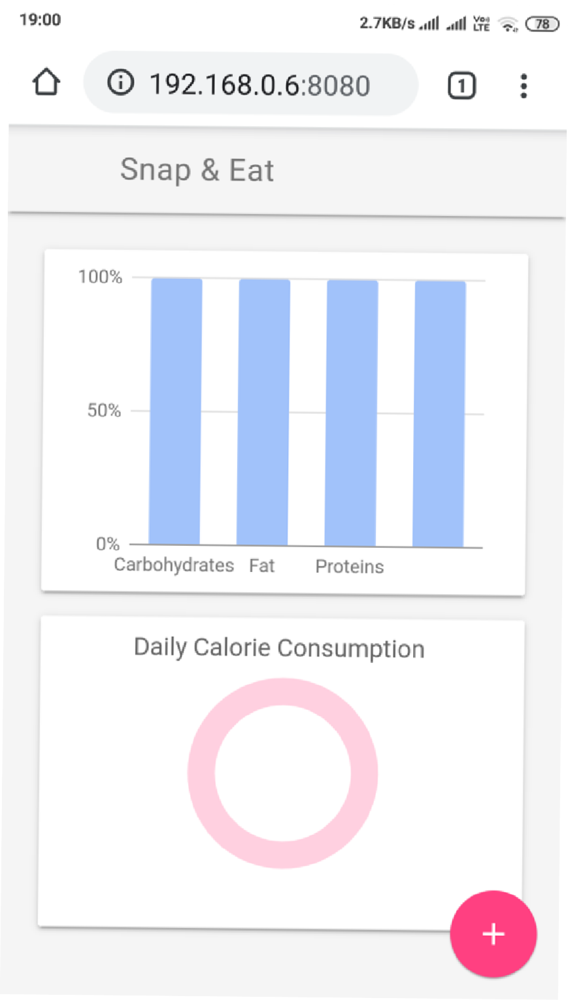 19:00 2.7KB/s Vo)) LTE 78
192.168.0.6:8080 1
Snap & Eat
100%
50%
0%
Carbohydrates Fat Proteins
Daily Calorie Consumption
+